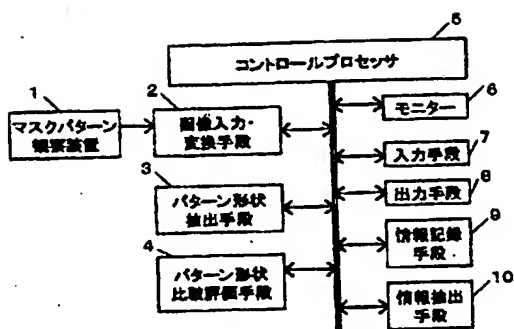 5
コントロールプロセッサ
1
マスクパターン
観察装置
2
画像入力・
変換手段
3
パターン形状
抽出手段
4
パターン形状
比較評価手段
6
モニター
7
入力手段
8
出力手段
9
情報記録
手段
10
情報抽出
手段